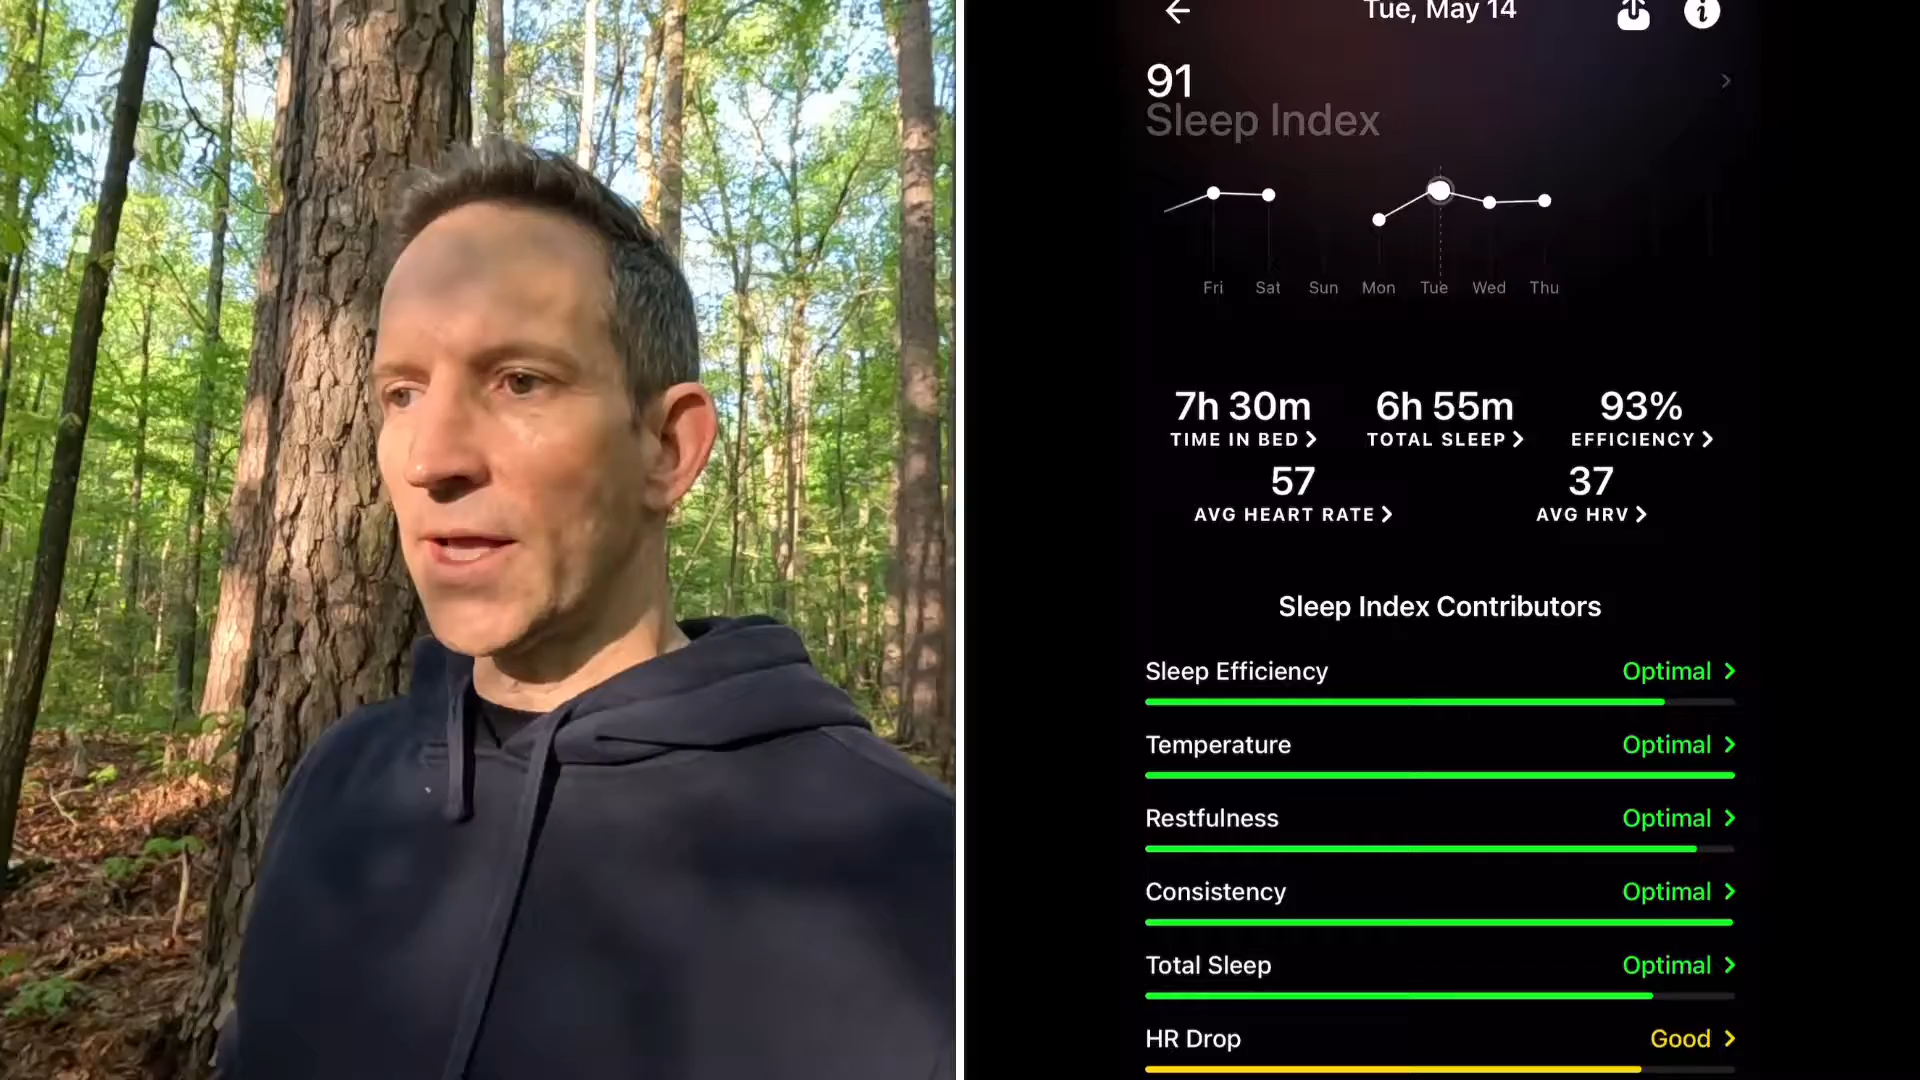 Tue, May 14
91
Sleep Index
Fri Sat Sun Mon Tue Wed Thu
7h 30m 6h 55m 93%
TIME IN BED TOTAL SLEEP EFFICIENCY
57 37
AVG HEART RATE AVG HRV
Sleep Index Contributors
Sleep Efficiency Optimal
Temperature Optimal
Restfulness Optimal
Consistency Optimal
Total Sleep Optimal
HR Drop Good